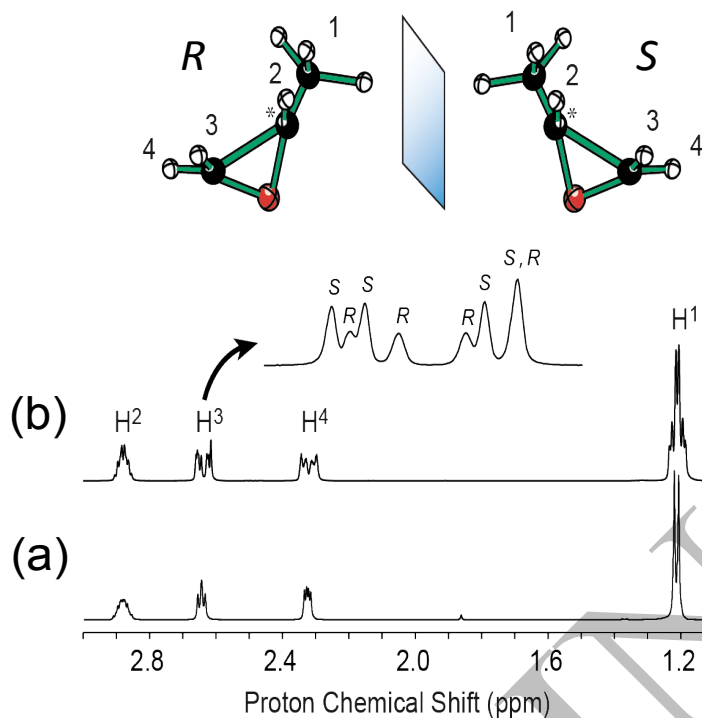 1 1
R S
2 2
* *
3 3
4 4
S S S S , R
R R R
H1
(b) H2 H3 H4
(a)
2.8 2.4 2.0 1.6 1.2
Proton Chemical Shift (ppm)